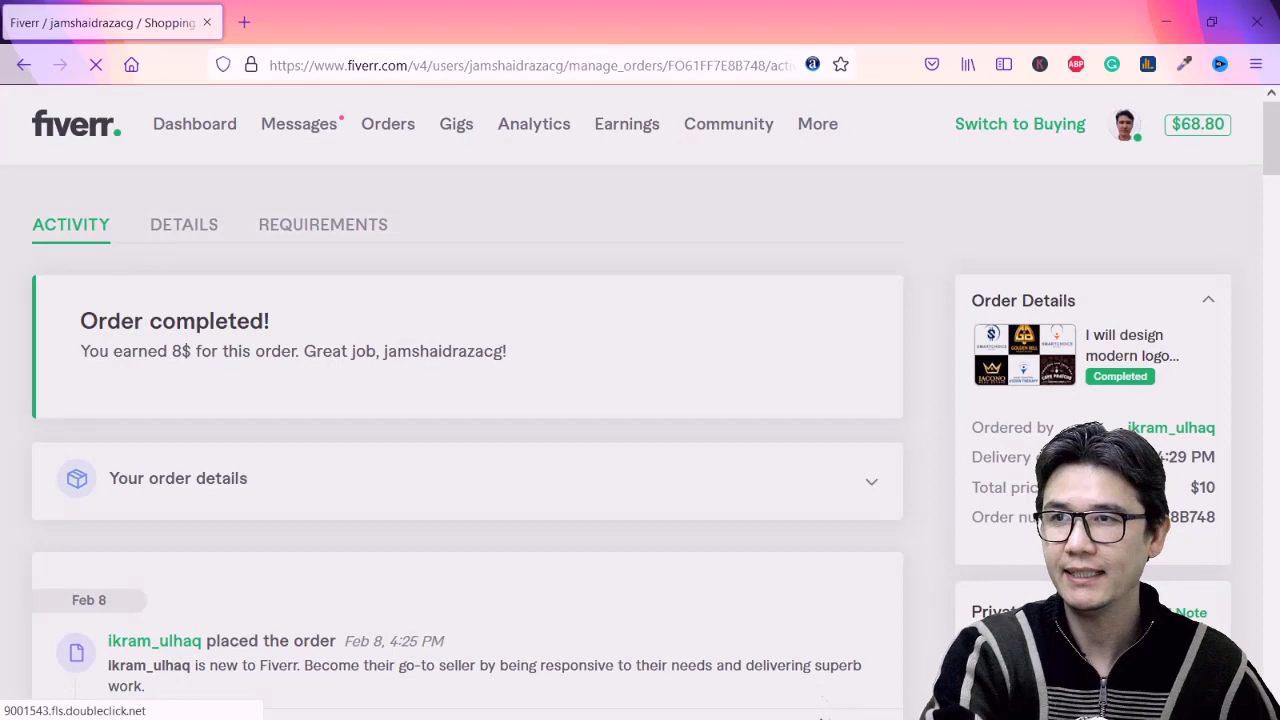 Fiverr / jamshaidrazacg / Shopping
https://www.fiverr.com/v4/users/jamshaidrazacg/manage_orders/FO61FF7E8B748/acti
ABP
fiverr.
Dashboard Messages Orders Gigs Analytics Earnings Community More
Switch to Buying
$68.80
ACTIVITY DETAILS REQUIREMENTS
Order completed!
You earned 8$ for this order. Great job, jamshaidrazacg!
Order Details
I will design
modern logo...
Completed
Ordered by ikram_ulhaq
Delivery 4:29 PM
Total pric $10
Order nu 8B748
Your order details
Feb 8
ikram_ulhaq placed the order Feb 8, 4:25 PM
ikram_ulhaq is new to Fiverr. Become their go-to seller by being responsive to their needs and delivering superb
work.
Note
9001543.fls.doubleclick.net